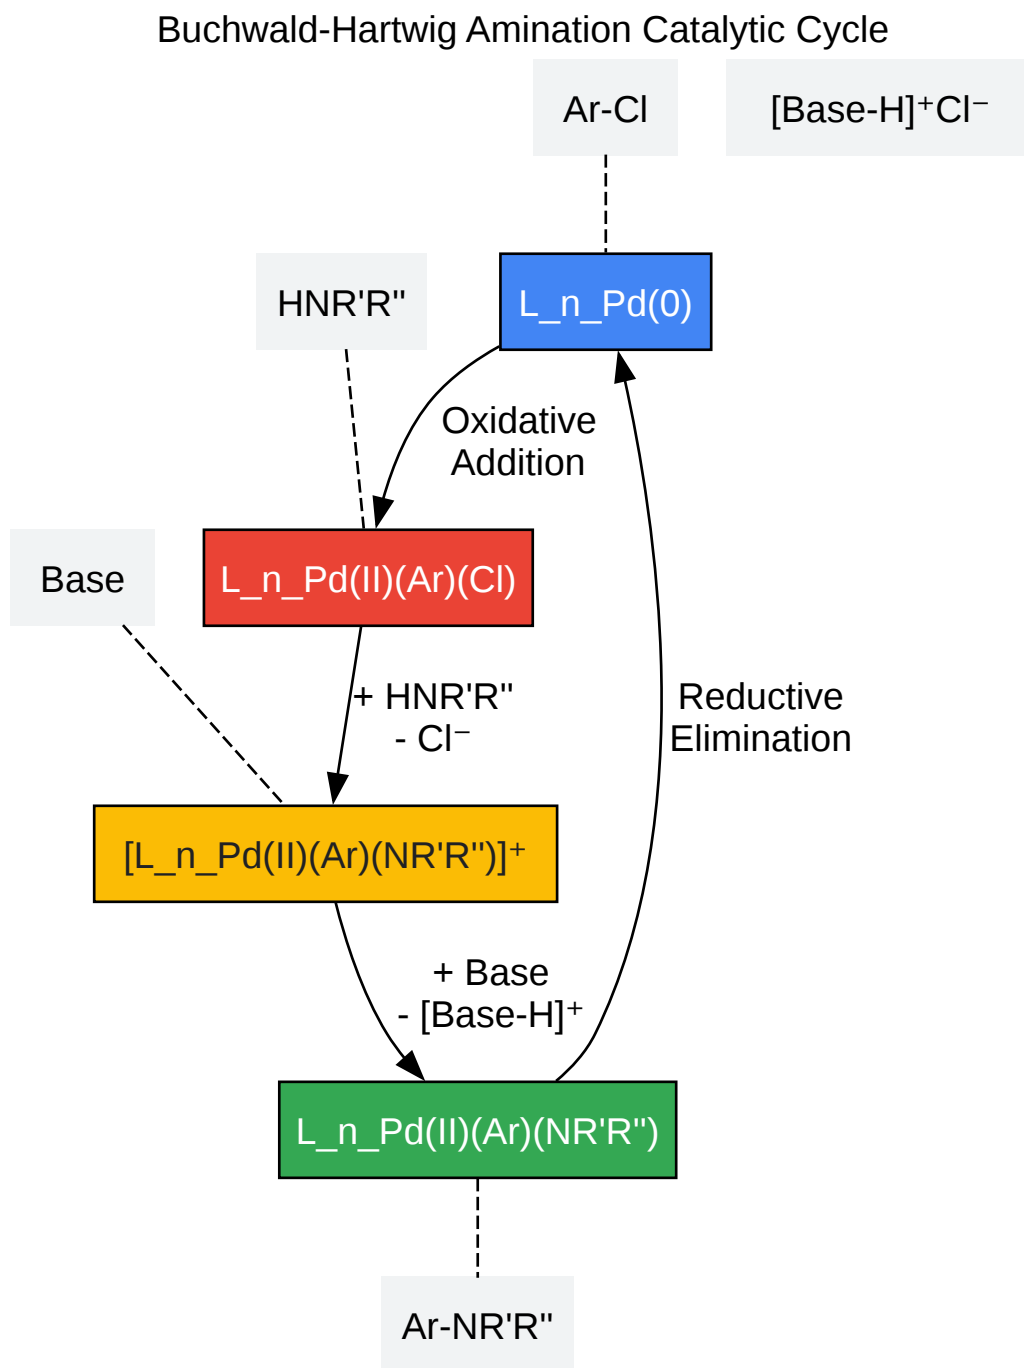 Buchwald-Hartwig Amination Catalytic Cycle
Ar-Cl
[Base-H]⁺Cl⁻
HNR'R"
L_n_Pd(0)
Oxidative
Addition
Base
L_n_Pd(II)(Ar)(Cl)
+ HNR'R"
- Cl⁻
Reductive
Elimination
[L_n_Pd(II)(Ar)(NR'R")]⁺
+ Base
- [Base-H]⁺
L_n_Pd(II)(Ar)(NR'R")
Ar-NR'R"